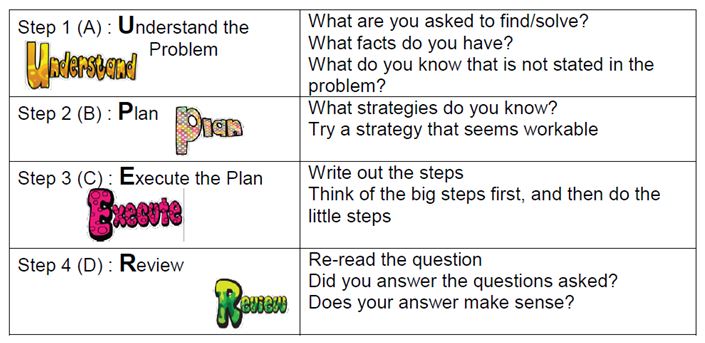 Step 1 (A) : Understand the
Problem
Understand
What are you asked to find/solve?
What facts do you have?
What do you know that is not stated in the
problem?
Step 2 (B) : Plan
Plan
What strategies do you know?
Try a strategy that seems workable
Step 3 (C) : Execute the Plan
Execute
Write out the steps
Think of the big steps first, and then do the
little steps
Step 4 (D) : Review
Review
Re-read the question
Did you answer the questions asked?
Does your answer make sense?